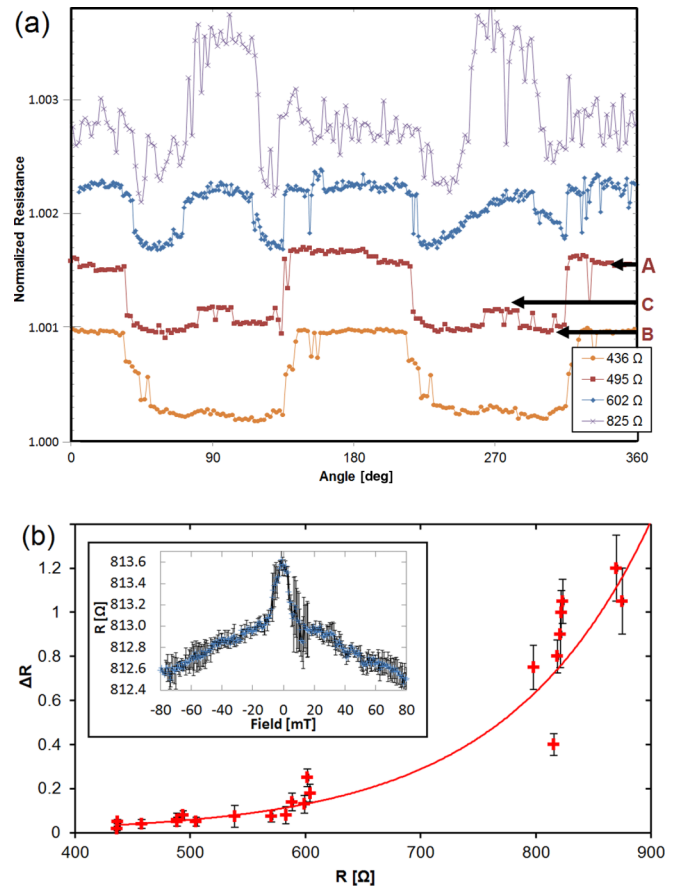 (a)
1.003
1.002
1.001
1.000
Normalized Resistance
A
C
B
436 Ω
495 Ω
602 Ω
825 Ω
0
90
180
270
360
Angle [deg]
(b)
1.2
1
0.8
0.6
0.4
0.2
0
ΔR
813.6
813.4
813.2
813.0
812.8
812.6
812.4
R [Ω]
-80 -60 -40 -20 0 20 40 60 80
Field [mT]
400 500 600 700 800 900
R [Ω]